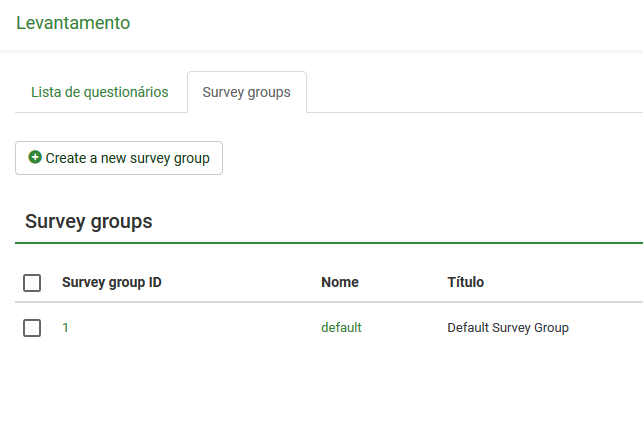 Levantamento
Lista de questionários Survey groups
Create a new survey group
Survey groups
Survey group ID Nome Título
1 default Default Survey Group